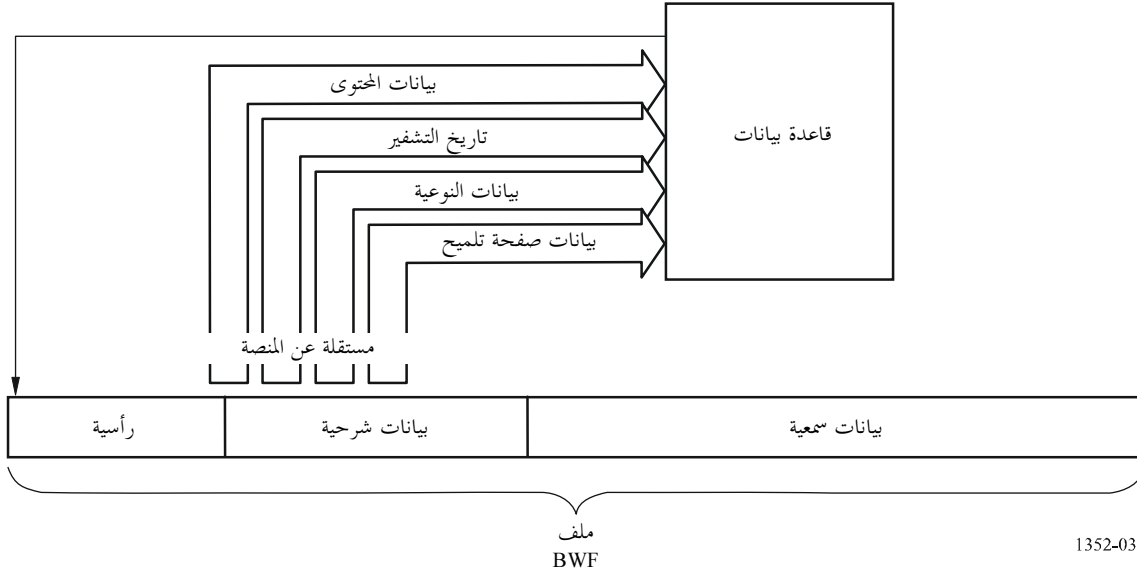 قاعدة بيانات
بيانات المحتوى
تاريخ التشفير
بيانات النوعية
بيانات صفحة تلميح
مستقلة عن المنصة
رأسية
بيانات شرحية
بيانات سمعية
ملف
BWF
1352-03